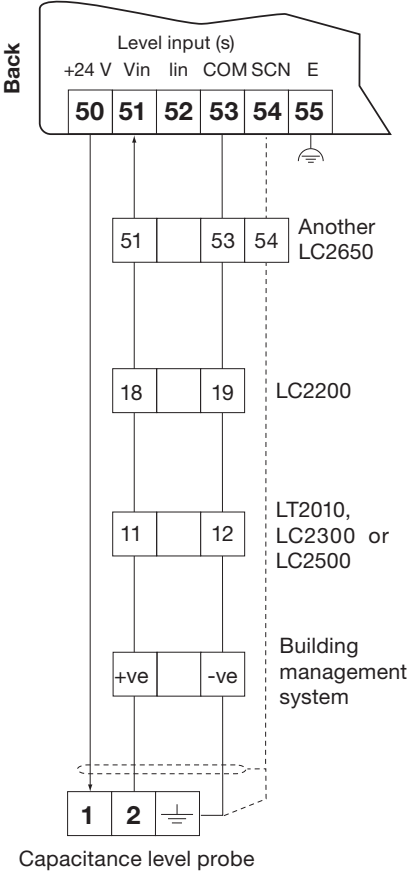 Back
Level input (s)
+24 V Vin Iin COM SCN E
50 51 52 53 54 55
51 53 54
Another
LC2650
18 19
LC2200
11 12
LT2010,
LC2300 or
LC2500
+ve -ve
Building
management
system
1 2
Capacitance level probe